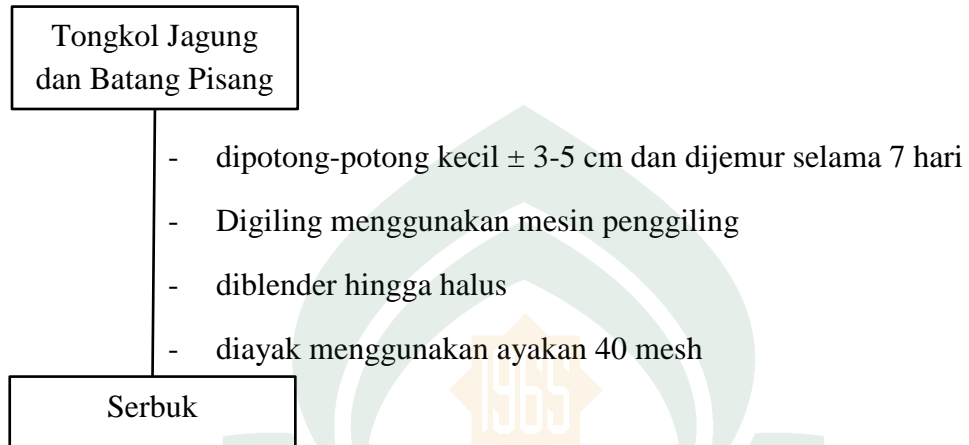 Tongkol Jagung
dan Batang Pisang
- dipotong-potong kecil ± 3-5 cm dan dijemur selama 7 hari
- Digiling menggunakan mesin penggiling
- diblender hingga halus
- diayak menggunakan ayakan 40 mesh
1965
Serbuk